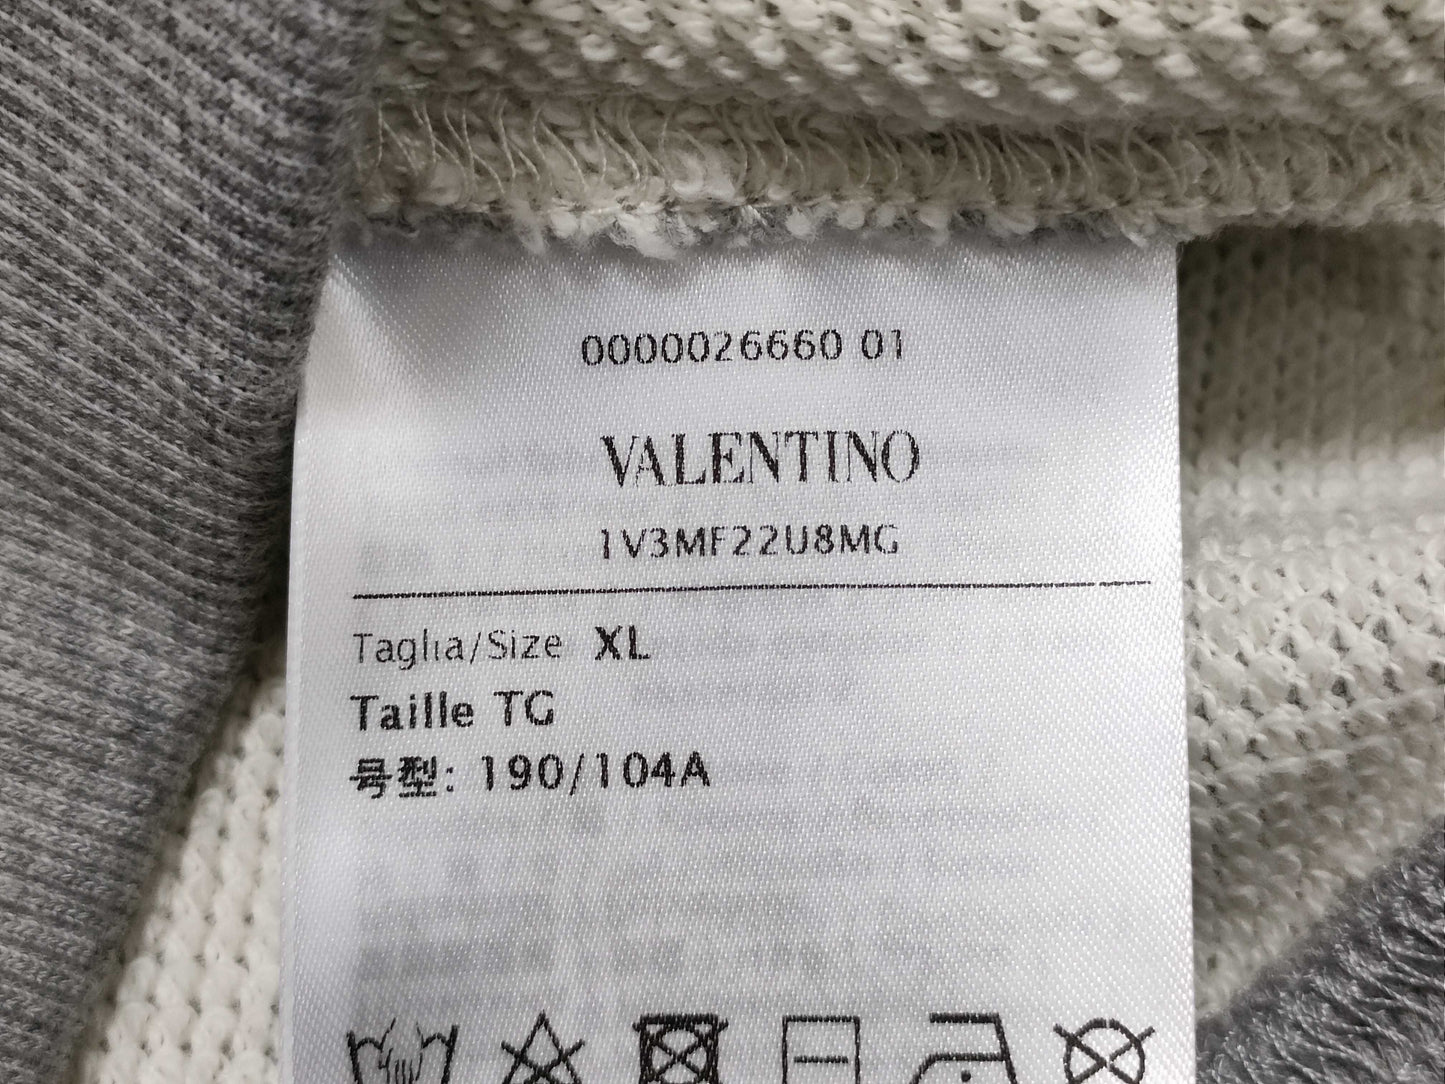 0000026660 01
VALENTINO
1V3MF22U8MG
Taglia/Size XL
Taille TG
号型: 190/104A